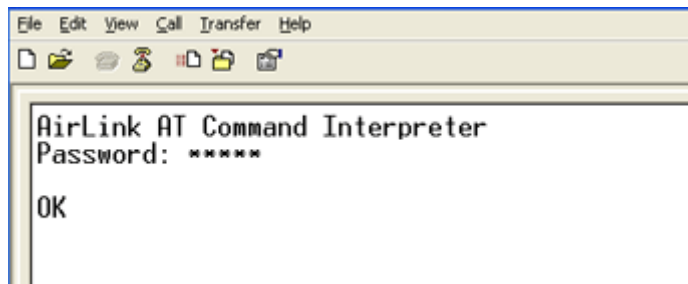 File Edit View Call Transfer Help
AirLink AT Command Interpreter
Password: *****
OK